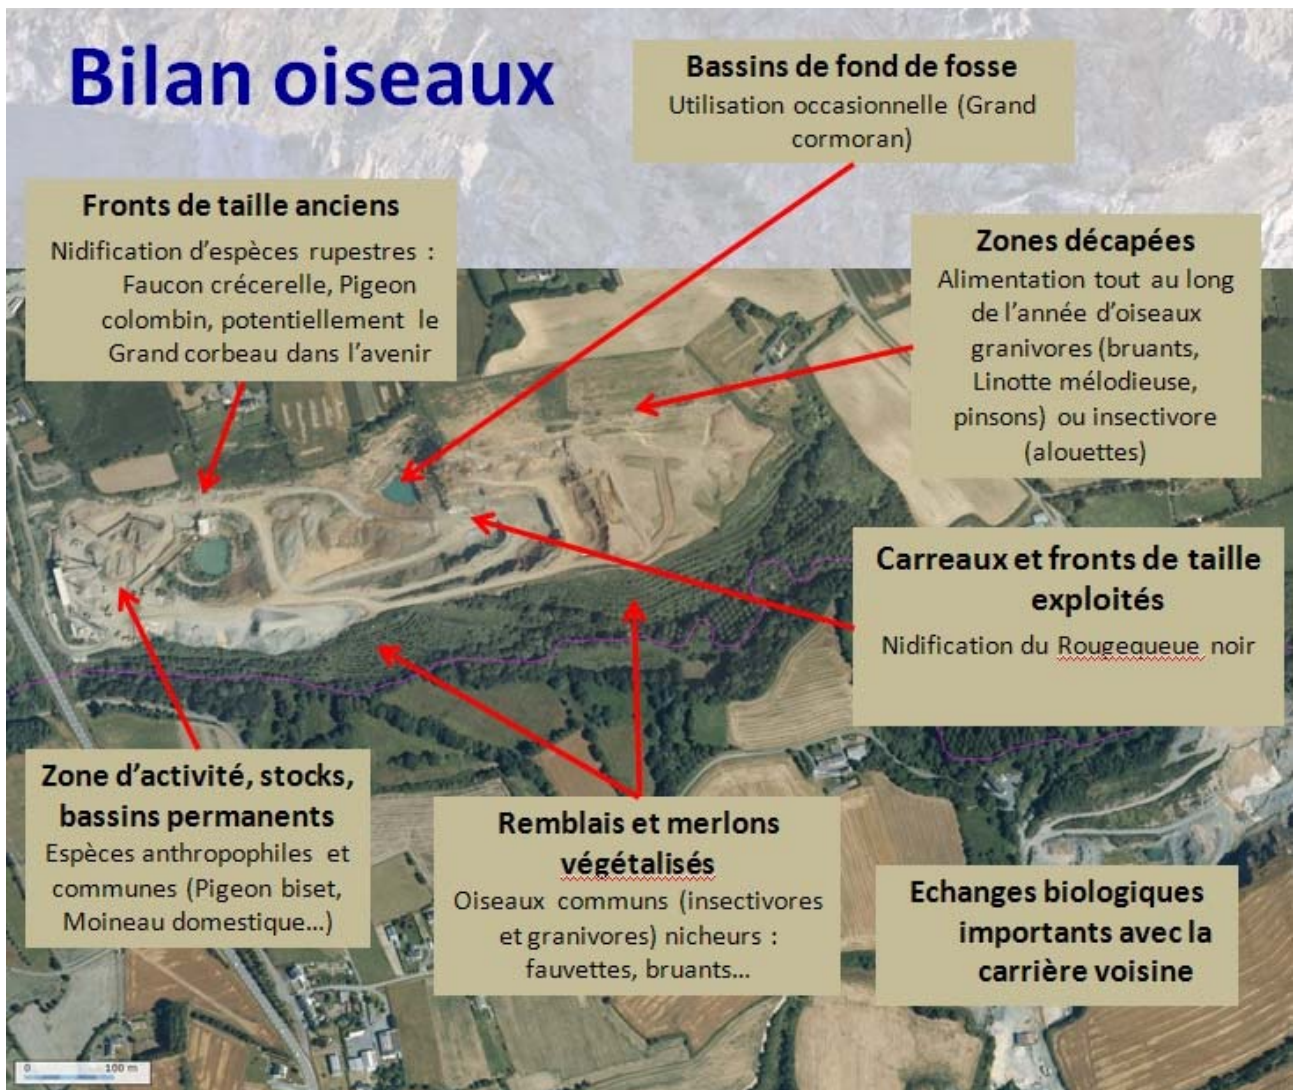 Bilan oiseaux
Bassins de fond de fosse
Utilisation occasionnelle (Grand
cormoran)
Fronts de taille anciens
Nidification d'espèces rupestres :
Faucon crécerelle, Pigeon
colombin, potentiellement le
Grand corbeau dans l'avenir
Zones décapées
Alimentation tout au long
de l'année d'oiseaux
granivores (bruants,
Linotte mélodieuse,
pinsons) ou insectivore
(alouettes)
Carreaux et fronts de taille
exploités
Nidification du Rougequeue noir
Zone d'activité, stocks,
bassins permanents
Espèces anthropophiles et
communes (Pigeon biset,
Moineau domestique...)
Remblais et merlons
végétalisés
Oiseaux communs (insectivores
et granivores) nicheurs :
fauvettes, bruants...
Echanges biologiques
importants avec la
carrière voisine
0 100 m